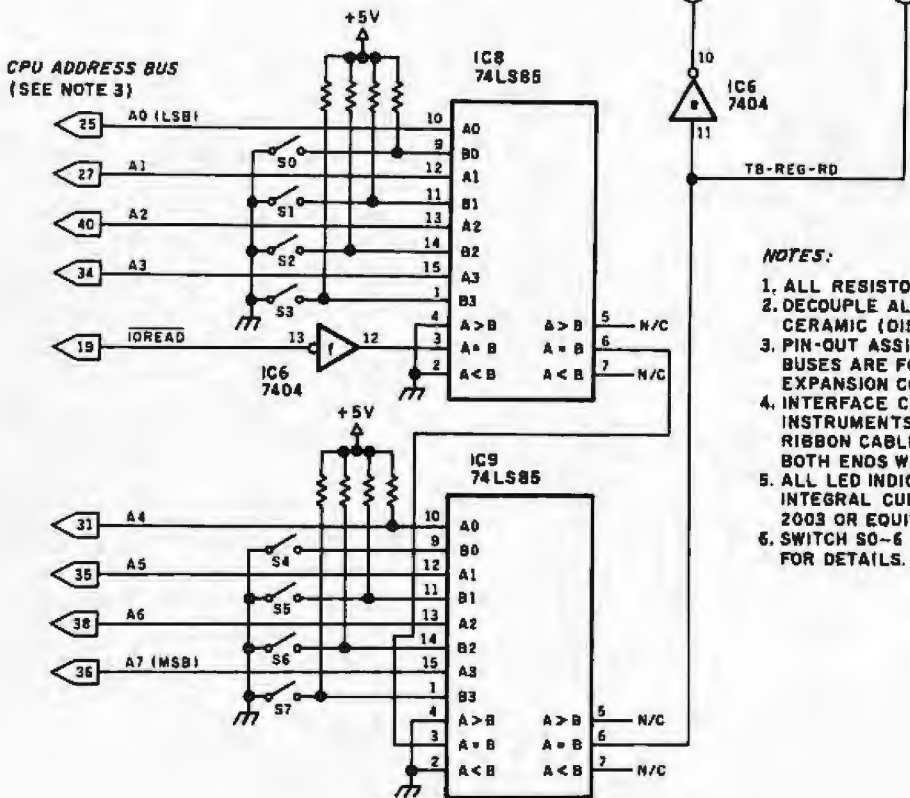 +5V
CPU ADDRESS BUS
(SEE NOTE 3)
IC8
74LS85
10
IC6
7404
e
11
TB-REG-RD
25 A0 (LSB) 10 A0
S0 9 B0
27 A1 12 A1
S1 11 B1
40 A2 13 A2
S2 14 B2
34 A3 15 A3
S3 1 B3
4 A>B A>B 5 N/C
19 IOREAD 13 f 12 3 A=B A=B 6
2 A<B A<B 7 N/C
IC6
7404
+5V
IC9
74LS85
31 A4 10 A0
S4 9 B0
35 A5 12 A1
S5 11 B1
38 A6 13 A2
S6 14 B2
36 A7 (MSB) 15 A3
S7 1 B3
4 A>B A>B 5 N/C
3 A=B A=B 6
2 A<B A<B 7 N/C
NOTES:
1. ALL RESISTO
2. DECOUPLE AL
CERAMIC (DIS
3. PIN-OUT ASSI
BUSES ARE FO
EXPANSION CO
4. INTERFACE C
INSTRUMENTS
RIBBON CABL
BOTH ENDS W
5. ALL LED INDIC
INTEGRAL CUR
2003 OR EQUI
6. SWITCH S0~6
FOR DETAILS.